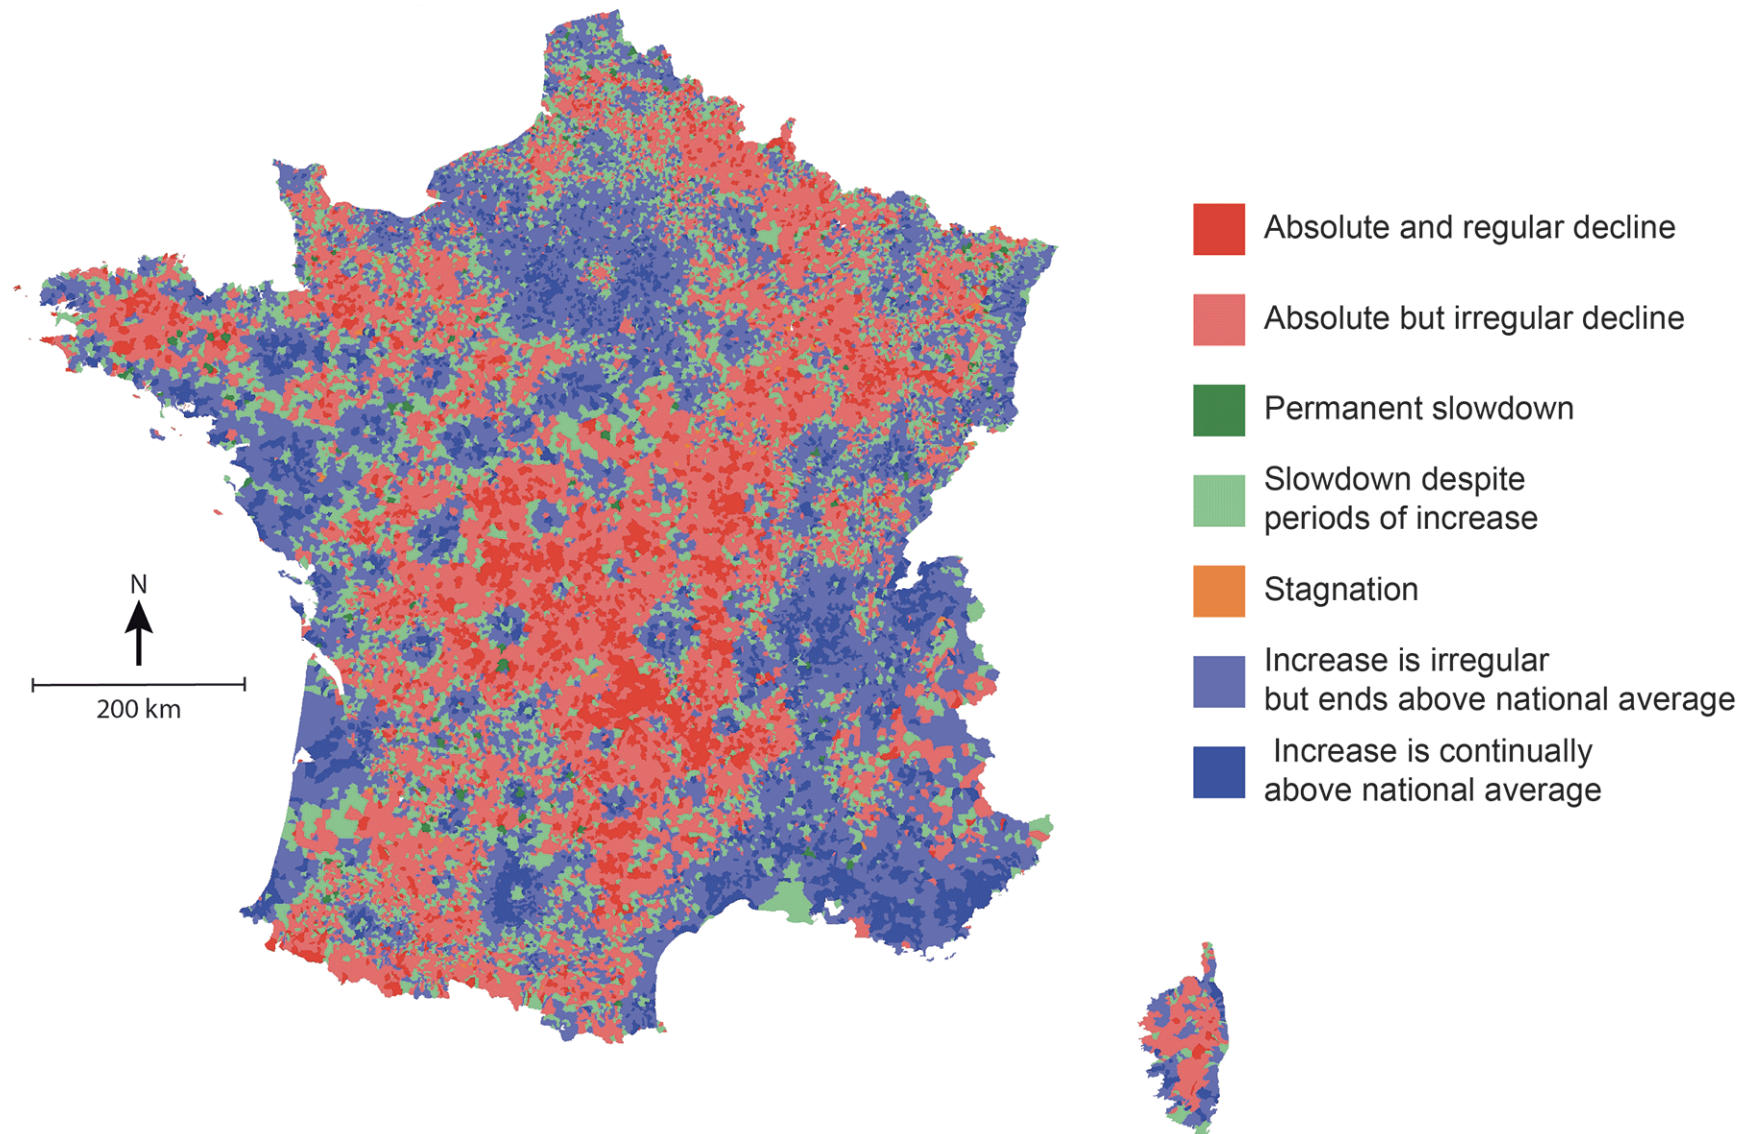 N
200 km
Absolute and regular decline
Absolute but irregular decline
Permanent slowdown
Slowdown despite
periods of increase
Stagnation
Increase is irregular
but ends above national average
Increase is continually
above national average